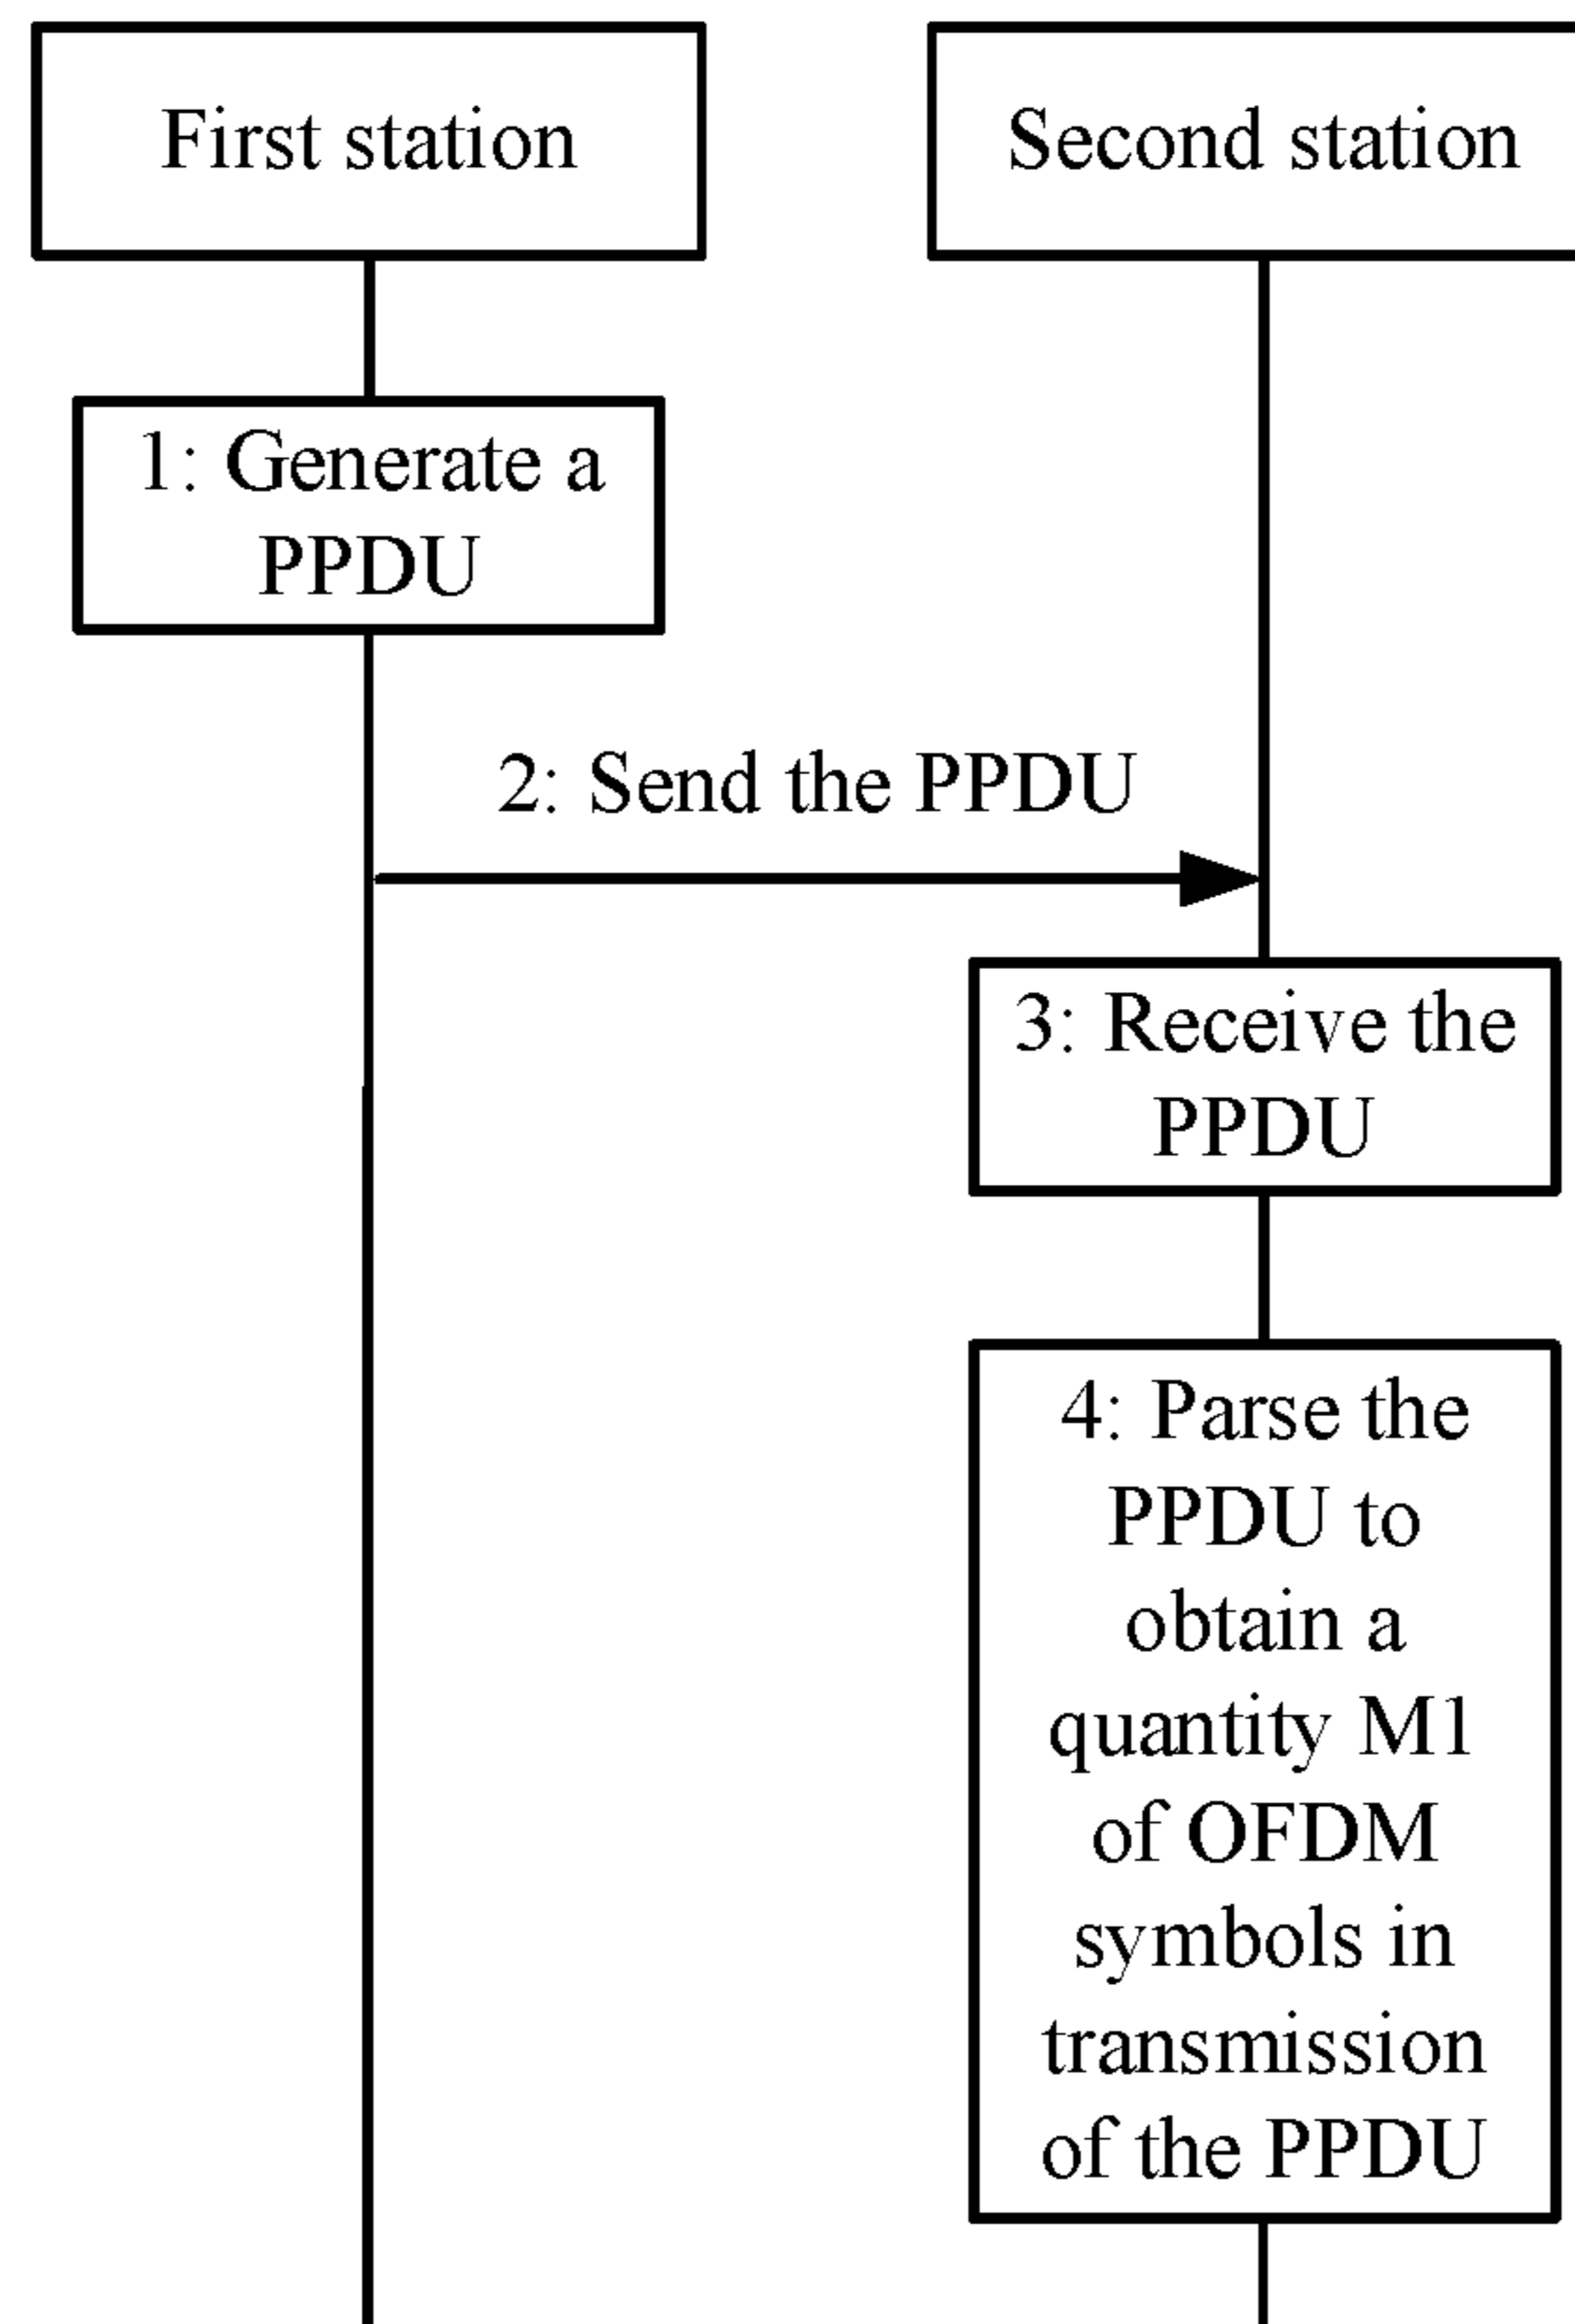 First station
Second station
1: Generate a
PPDU
2: Send the PPDU
3: Receive the
PPDU
4: Parse the
PPDU to
obtain a
quantity M1
of OFDM
symbols in
transmission
of the PPDU